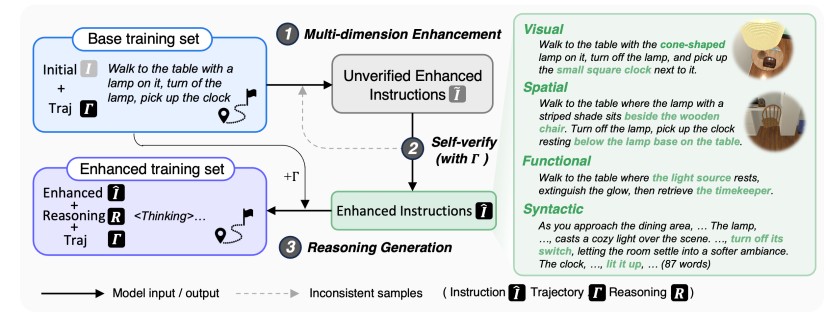 Base training set
Initial I
+
Traj Γ
Walk to the table with a
lamp on it, turn of the
lamp, pick up the clock
1 Multi-dimension Enhancement
Unverified Enhanced
Instructions Ĩ
2 Self-verify
(with Γ )
Enhanced training set
Enhanced Î
+
Reasoning R <Thinking>…
+
Traj Γ
+Γ
Enhanced Instructions Î
3 Reasoning Generation
Visual
Walk to the table with the cone-shaped
lamp on it, turn off the lamp, and pick up
the small square clock next to it.
Spatial
Walk to the table where the lamp with a
striped shade sits beside the wooden
chair. Turn off the lamp, pick up the clock
resting below the lamp base on the table.
Functional
Walk to the table where the light source rests,
extinguish the glow, then retrieve the timekeeper.
Syntactic
As you approach the dining area, … The lamp,
…, casts a cozy light over the scene. …, turn off its
switch, letting the room settle into a softer ambiance.
The clock, …, lit it up, … (87 words)
Model input / output
Inconsistent samples
( Instruction Î Trajectory Γ Reasoning R )